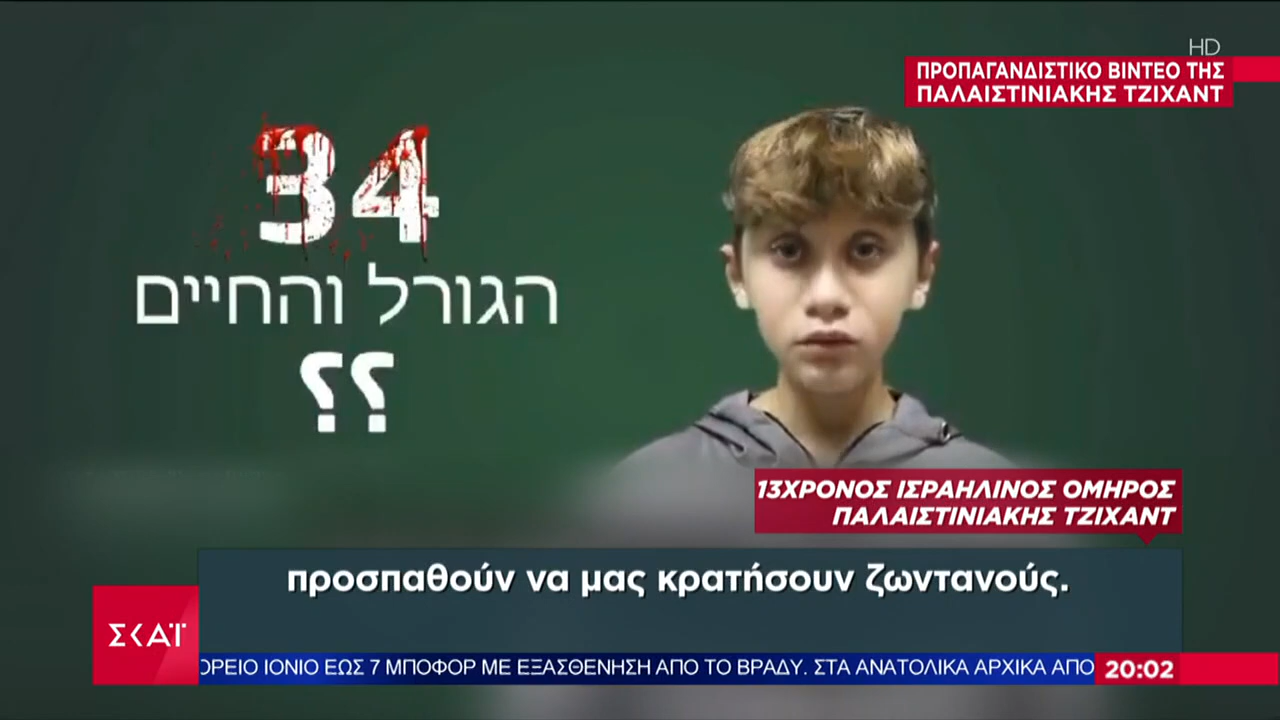 HD
ΠΡΟΠΑΓΑΝΔΙΣΤΙΚΟ ΒΙΝΤΕΟ ΤΗΣ
ΠΑΛΑΙΣΤΙΝΙΑΚΗΣ ΤΖΙΧΑΝΤ
34
הגורל והחיים
؟؟
13ΧΡΟΝΟΣ ΙΣΡΑΗΛΙΝΟΣ ΟΜΗΡΟΣ
ΠΑΛΑΙΣΤΙΝΙΑΚΗΣ ΤΖΙΧΑΝΤ
προσπαθούν να μας κρατήσουν ζωντανούς.
ΣΚΑΪ
ΟΡΕΙΟ ΙΟΝΙΟ ΕΩΣ 7 ΜΠΟΦΟΡ ΜΕ ΕΞΑΣΘΕΝΗΣΗ ΑΠΟ ΤΟ ΒΡΑΔΥ. ΣΤΑ ΑΝΑΤΟΛΙΚΑ ΑΡΧΙΚΑ ΑΠΟ
20:02